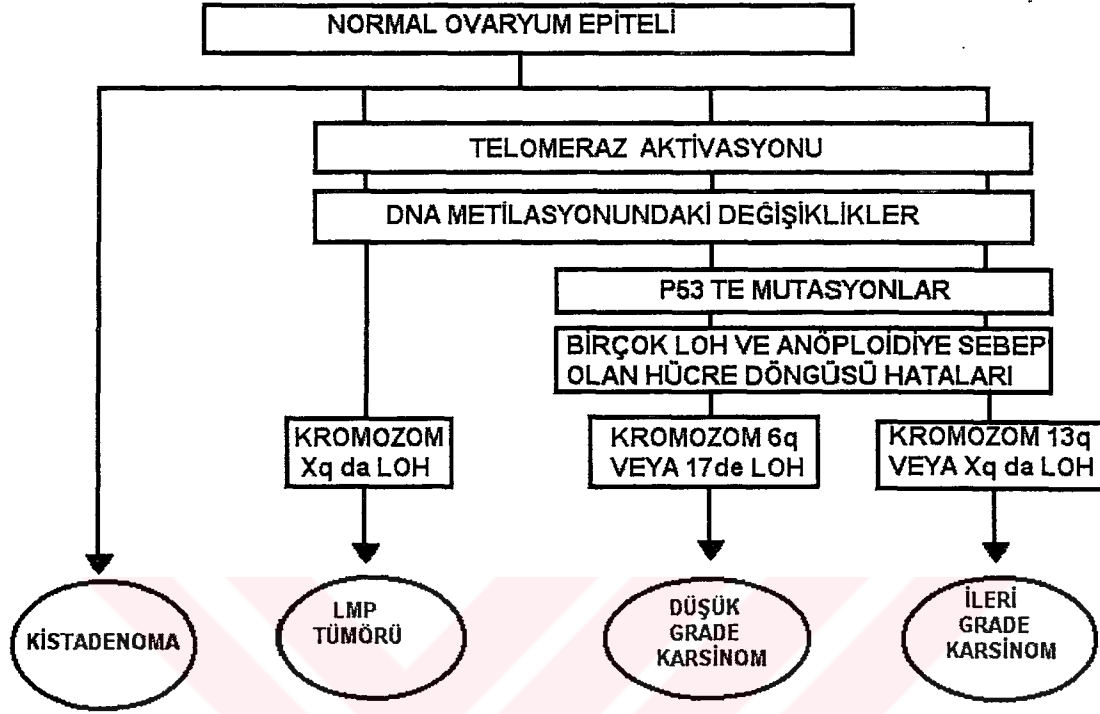 NORMAL OVARYUM EPİTELİ
TELOMERAZ AKTİVASYONU
DNA METİLASYONUNDAKİ DEĞİŞİKLİKLER
P53 TE MUTASYONLAR
BİRÇOK LOH VE ANÖPLOİDİYE SEBEP
OLAN HÜCRE DÖNGÜSÜ HATALARI
KROMOZOM
Xq da LOH
KROMOZOM 6q
VEYA 17de LOH
KROMOZOM 13q
VEYA Xq da LOH
KİSTADENOMA
LMP
TÜMÖRÜ
DÜŞÜK
GRADE
KARSİNOM
İLERİ
GRADE
KARSİNOM